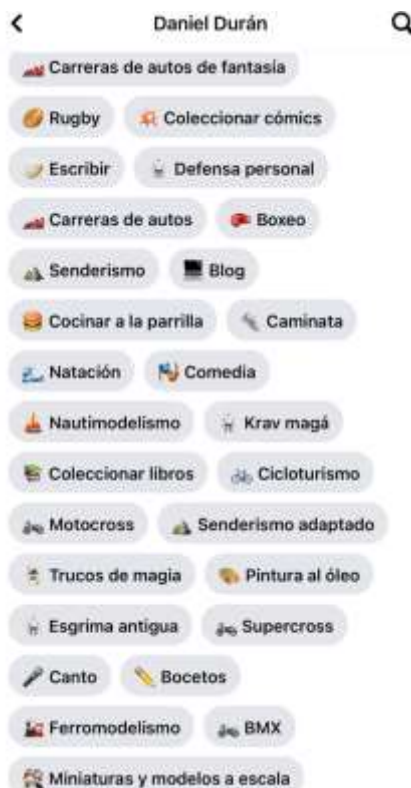 Daniel Durán
Carreras de autos de fantasía
Rugby Coleccionar cómics
Escribir Defensa personal
Carreras de autos Boxeo
Senderismo Blog
Cocinar a la parrilla Caminata
Natación Comedia
Nautimodelismo Krav magá
Coleccionar libros Cicloturismo
Motocross Senderismo adaptado
Trucos de magia Pintura al óleo
Esgrima antigua Supercross
Canto Bocetos
Ferromodelismo BMX
Miniaturas y modelos a escala